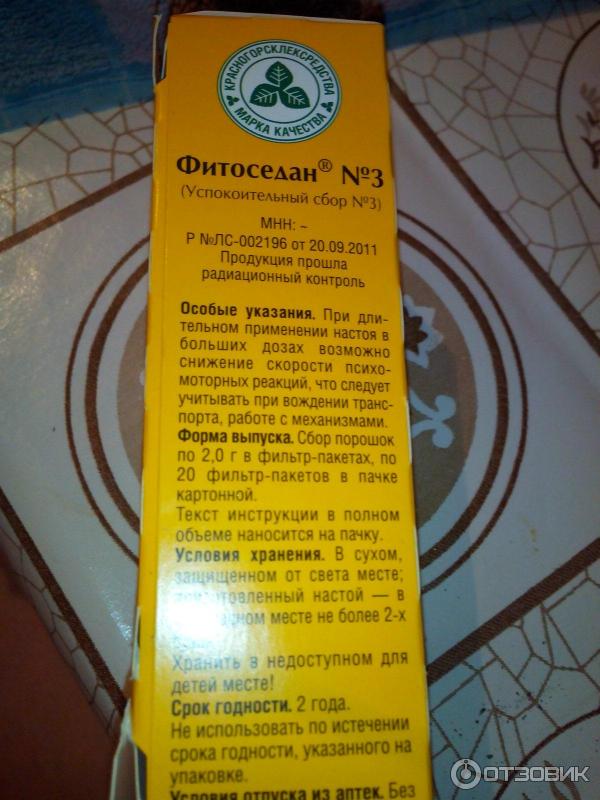 КРАСНОГОРСКЛЕКСРЕДСТВА
МАРКА КАЧЕСТВА
Фитоседан® №3
(Успокоительный сбор №3)
МНН: ~
Р №ЛС-002196 от 20.09.2011
Продукция прошла
радиационный контроль
Особые указания. При дли-
тельном применении настоя в
больших дозах возможно
снижение скорости психо-
моторных реакций, что следует
учитывать при вождении транс-
порта, работе с механизмами.
Форма выпуска. Сбор порошок
по 2,0 г в фильтр-пакетах, по
20 фильтр-пакетов в пачке
картонной.
Текст инструкции в полном
объеме наносится на пачку.
Условия хранения. В сухом,
защищенном от света месте;
приготовленный настой — в
месте не более 2-х
Хранить в недоступном для
детей месте!
Срок годности. 2 года.
Не использовать по истечении
срока годности, указанного на
упаковке.
Условия отпуска из аптек. Без
ОТЗОВИК